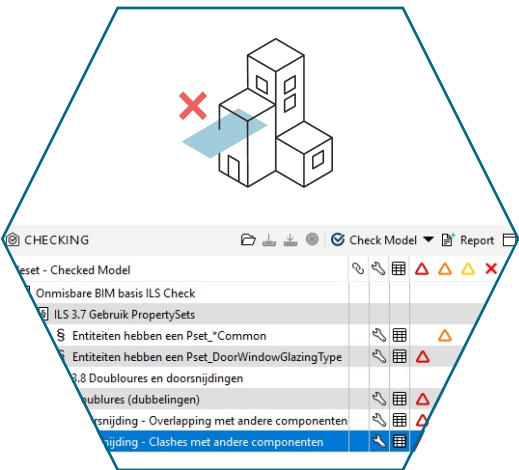 CHECKING Check Model Report
eset - Checked Model
Onmisbare BIM basis ILS Check
§ ILS 3.7 Gebruik PropertySets
§ Entiteiten hebben een Pset_*Common
§ Entiteiten hebben een Pset_DoorWindowGlazingType
3.8 Doubloures en doorsnijdingen
oublures (dubbelingen)
rsnijding - Overlapping met andere componenten
nijding - Clashes met andere componenten